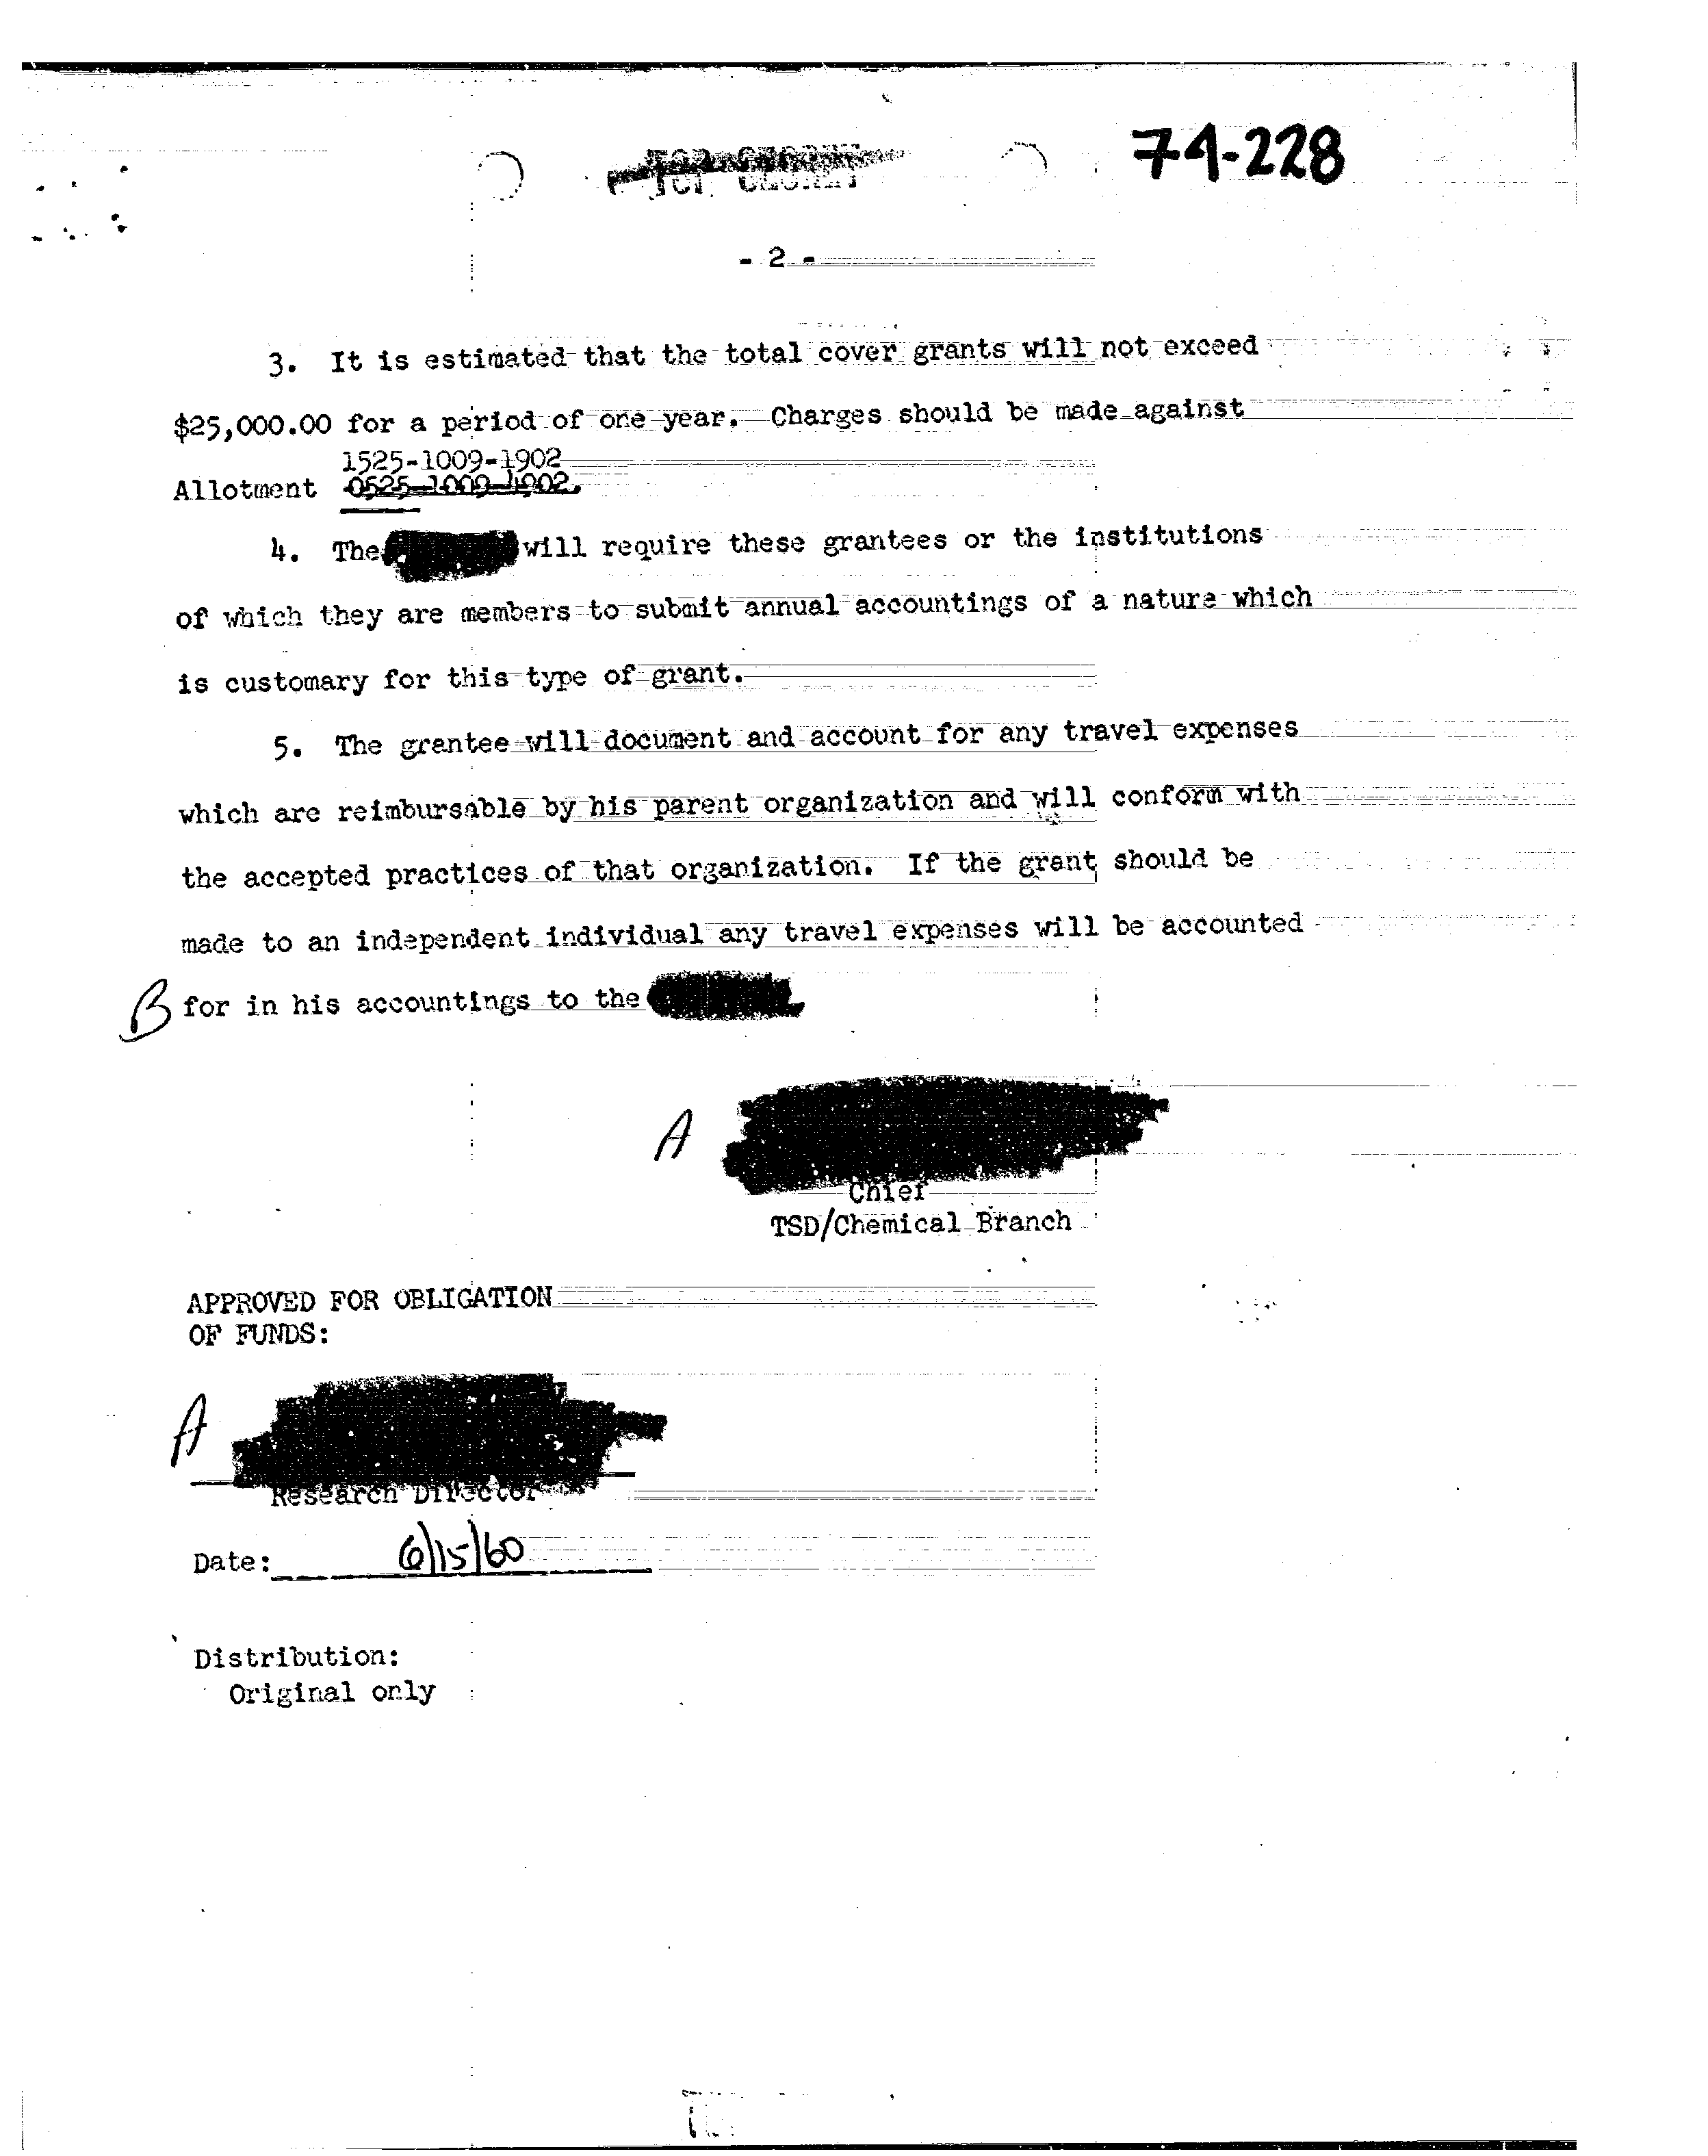 74-228
- 2 -
3. It is estimated that the total cover grants will not exceed
$25,000.00 for a period of one year. Charges should be made against
1525-1009-1902
Allotment 0525-1009-4902.
4. The will require these grantees or the institutions
of which they are members to submit annual accountings of a nature which
is customary for this type of grant.
5. The grantee will document and account for any travel expenses
which are reimbursable by his parent organization and will conform with
the accepted practices of that organization. If the grant should be
made to an independent individual any travel expenses will be accounted
B for in his accountings to the
A
Chief
TSD/Chemical Branch
APPROVED FOR OBLIGATION
OF FUNDS:
A
Research Director
Date: 6/15/60
Distribution:
Original only